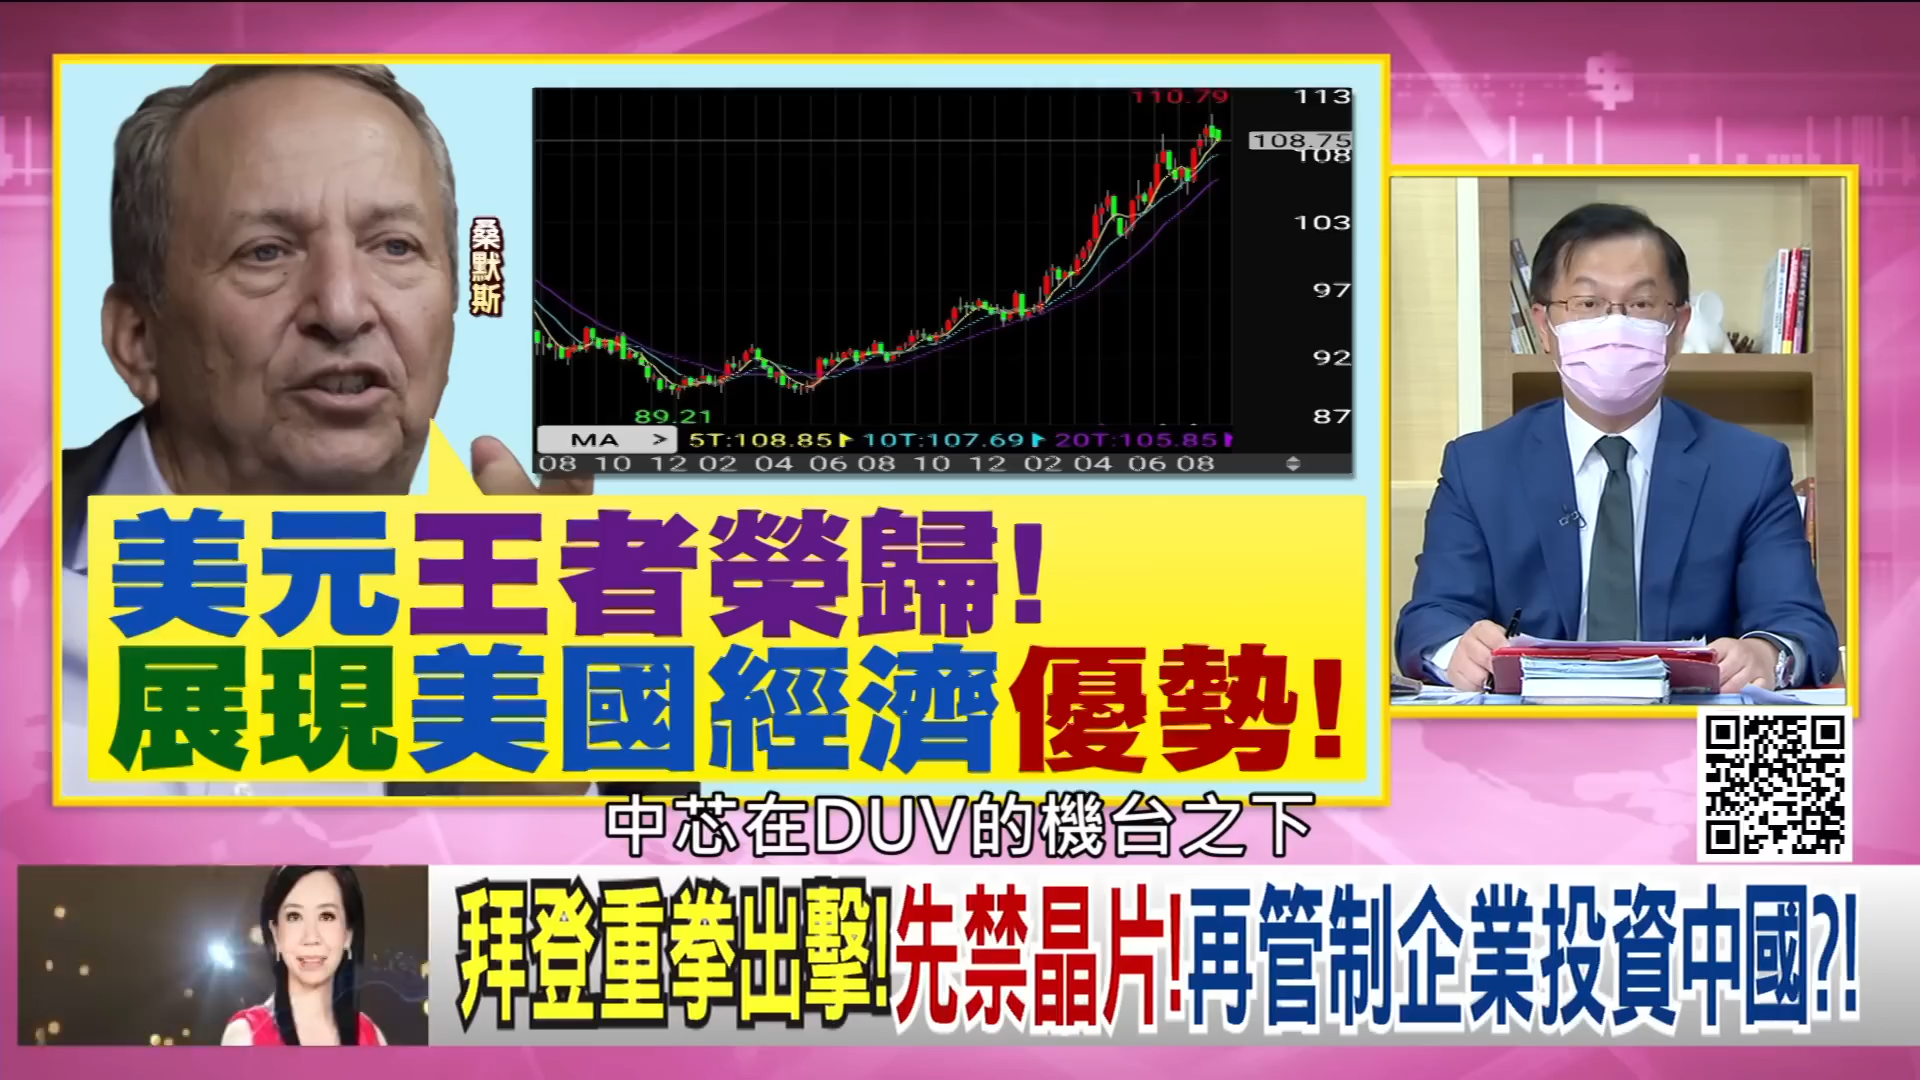 110.79
113
108.75
108
103
97
92
87
89.21
MA > 5T:108.85 10T:107.69 20T:105.85
08 10 12 02 04 06 08 10 12 02 04 06 08
桑默斯
美元王者榮歸!
展現美國經濟優勢!
中芯在DUV的機台之下
拜登重拳出擊!先禁晶片!再管制企業投資中國?!